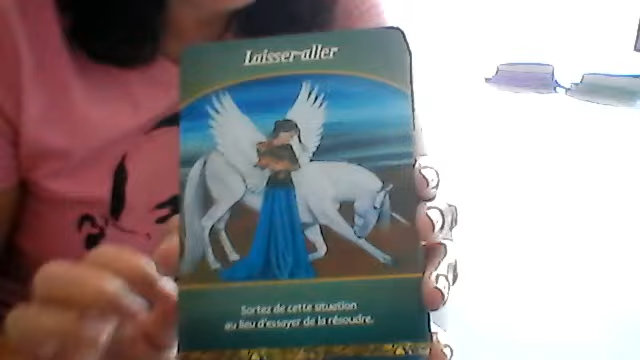 Laisser-aller
Sortez de cette situation
au lieu d'essayer de la résoudre.